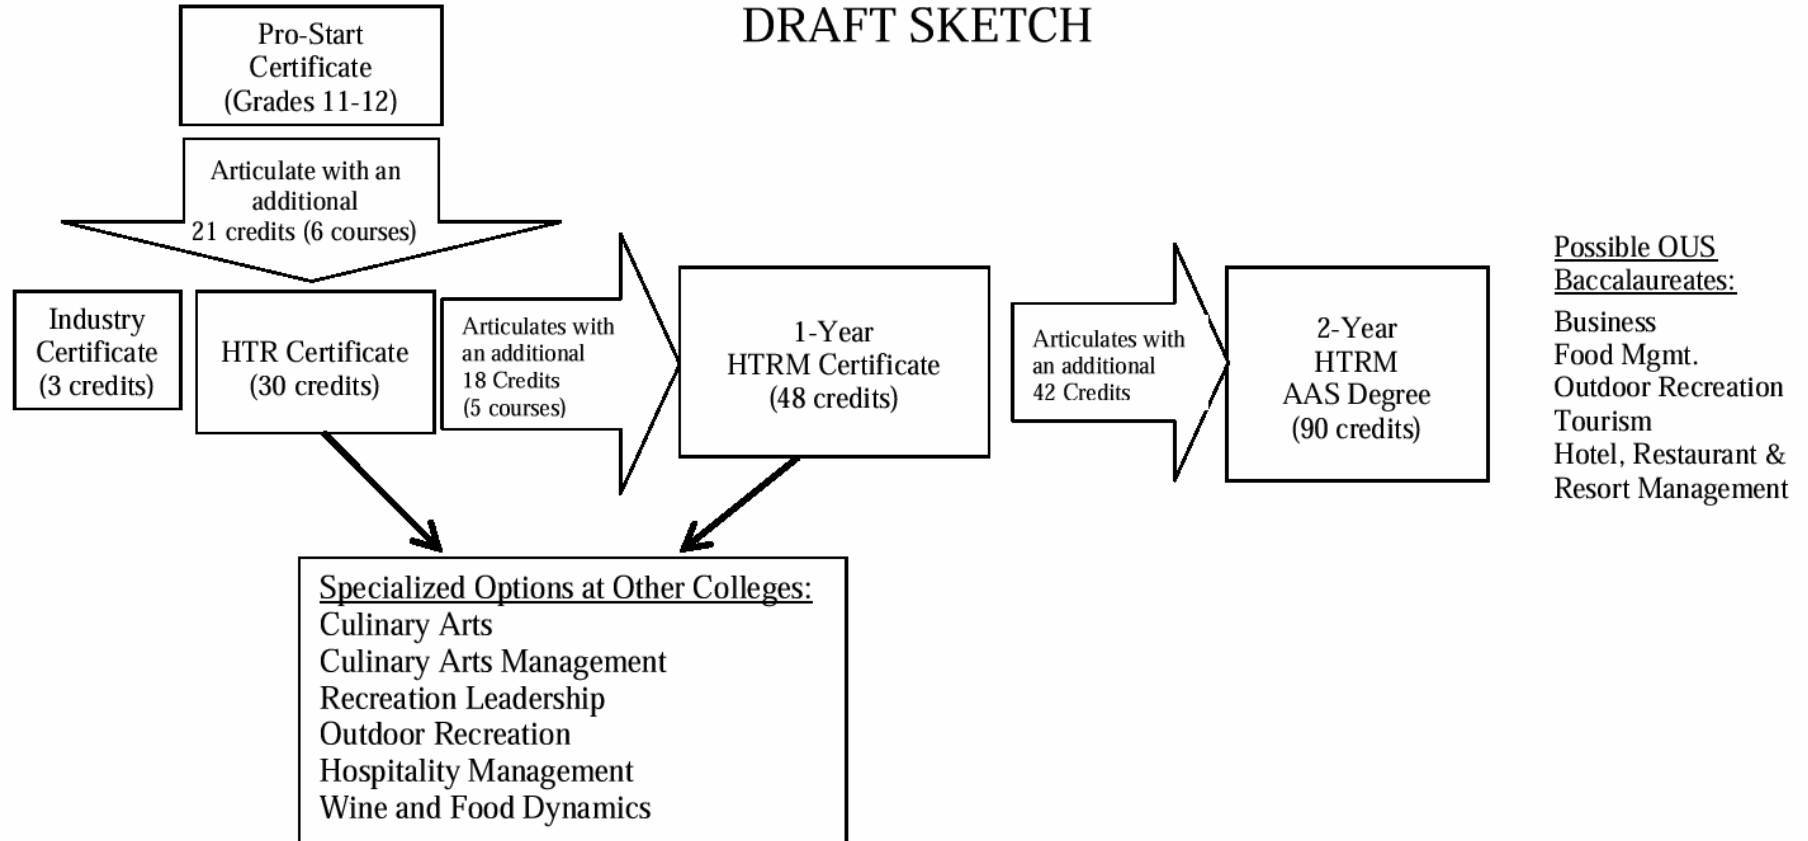 DRAFT SKETCH
Pro-Start
Certificate
(Grades 11-12)
Articulate with an
additional
21 credits (6 courses)
Industry
Certificate
(3 credits)
HTR Certificate
(30 credits)
Articulates with
an additional
18 Credits
(5 courses)
1-Year
HTRM Certificate
(48 credits)
Articulates with
an additional
42 Credits
2-Year
HTRM
AAS Degree
(90 credits)
Possible OUS
Baccalaureates:
Business
Food Mgmt.
Outdoor Recreation
Tourism
Hotel, Restaurant &
Resort Management
Specialized Options at Other Colleges:
Culinary Arts
Culinary Arts Management
Recreation Leadership
Outdoor Recreation
Hospitality Management
Wine and Food Dynamics